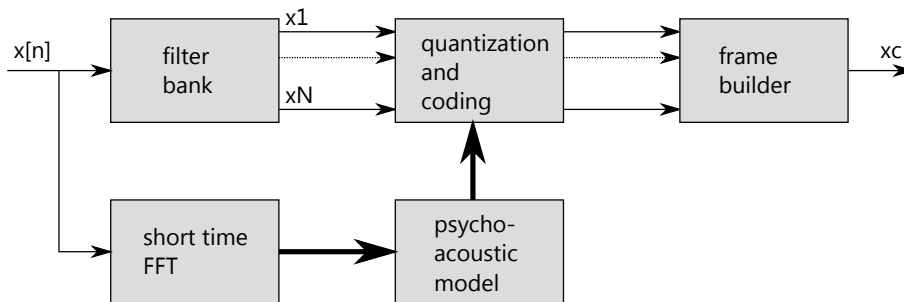 x[n]
filter
bank
x1
xN
quantization
and
coding
frame
builder
xc
short time
FFT
psycho-
acoustic
model